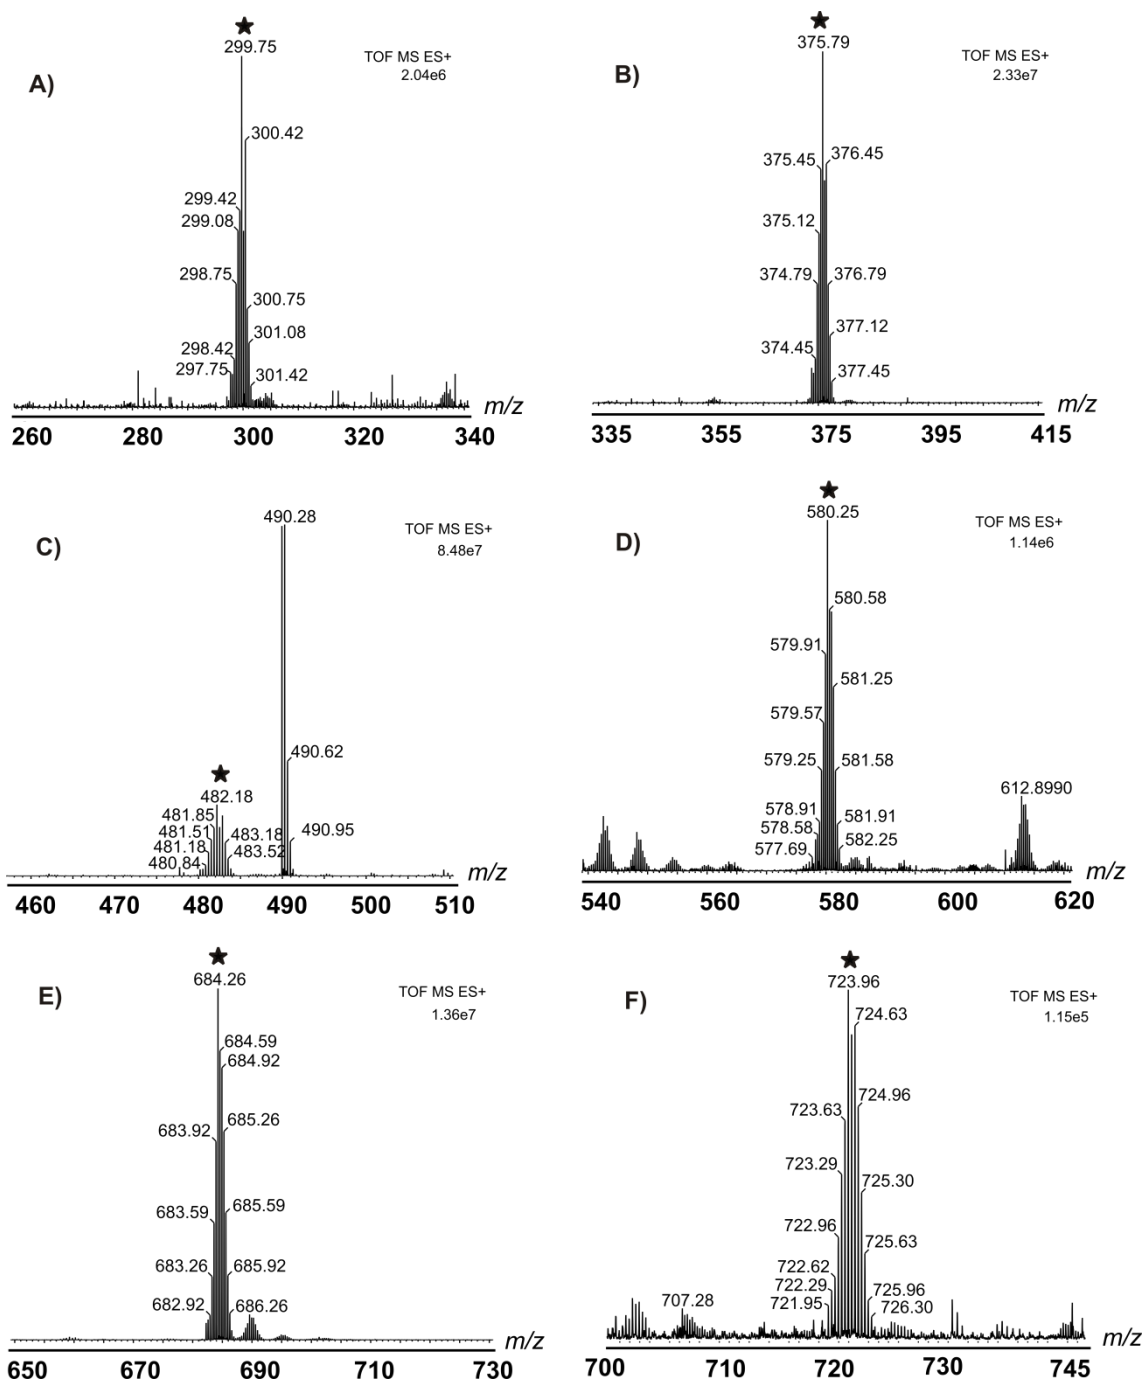 A)
299.75
TOF MS ES+
2.04e6
300.42
299.42
299.08
298.75
300.75
301.08
298.42
297.75
301.42
m/z
260 280 300 320 340
B)
375.79
TOF MS ES+
2.33e7
375.45 376.45
375.12
374.79 376.79
377.12
374.45
377.45
m/z
335 355 375 395 415
C)
490.28
TOF MS ES+
8.48e7
490.62
482.18
481.85
481.51 483.18 490.95
481.18 483.52
480.84
m/z
460 470 480 490 500 510
D)
580.25
TOF MS ES+
1.14e6
580.58
579.91
581.25
579.57
579.25 581.58
612.8990
578.91 581.91
578.58 582.25
577.69
m/z
540 560 580 600 620
E)
684.26
TOF MS ES+
1.36e7
684.59
684.92
685.26
683.92
683.59 685.59
683.26 685.92
682.92 686.26
m/z
650 670 690 710 730
F)
723.96
TOF MS ES+
1.15e5
724.63
723.63 724.96
723.29 725.30
722.96 725.63
722.62
722.29 725.96
707.28 721.95 726.30
m/z
700 710 720 730 745